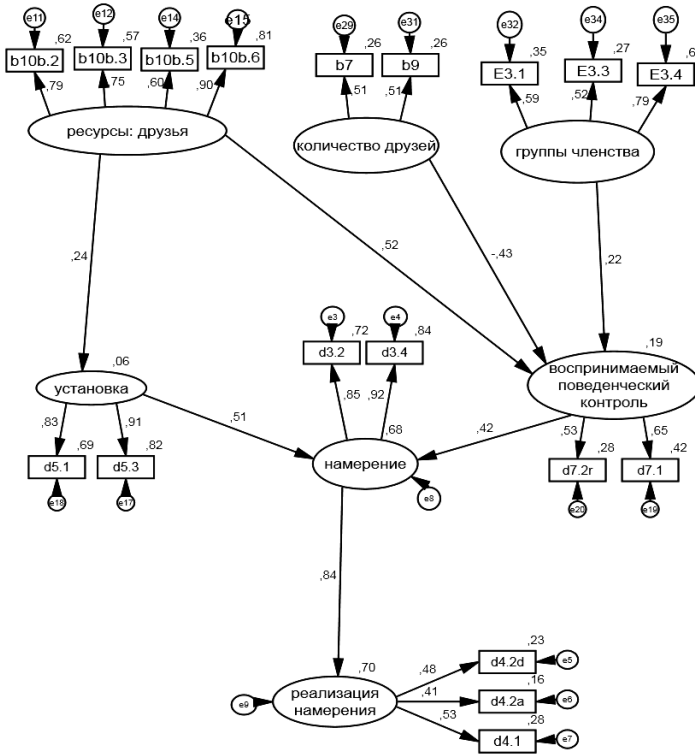 e11 e12 e14 e15 e29 e31 e32 e34 e35
,62 ,57 ,36 ,81 ,26 ,26 ,35 ,27 ,6
b10b.2 b10b.3 b10b.5 b10b.6 b7 b9 E3.1 E3.3 E3.4
,79 ,75 ,60 ,90 ,51 ,51 ,59 ,52 ,79
ресурсы: друзья
количество друзей
группы членства
,24 ,52 -,43 ,22
e3 e4
,72 ,84
d3.2 d3.4
,85 ,92
,06
установка
,19
воспринимаемый
поведенческий
контроль
,83 ,91 ,51 ,68 ,42 ,53 ,65
,69 ,82 ,28 ,42
d5.1 d5.3
намерение
d7.2r d7.1
e18 e17 e8 e20 e19
,84
,70
реализация
намерения
e9
,48 ,41 ,53
,23
d4.2d e5
,16
d4.2a e6
,28
d4.1 e7